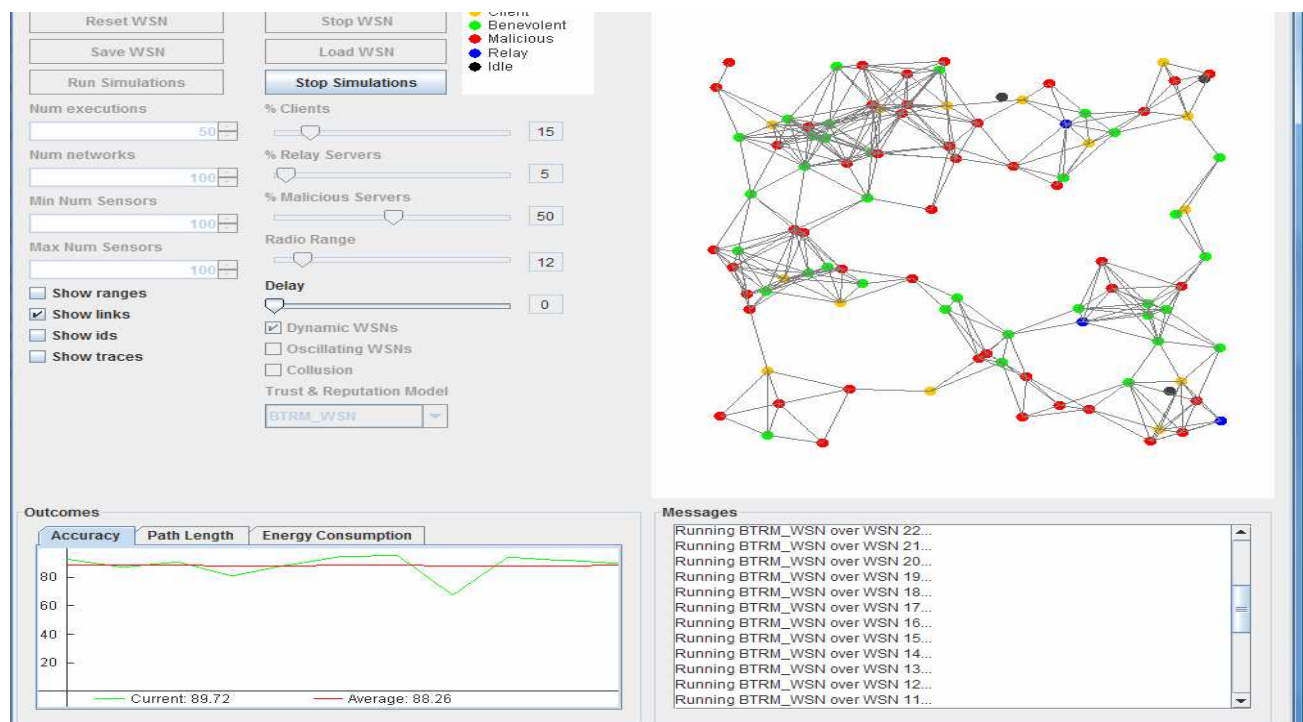 Reset WSN
Stop WSN
Save WSN
Load WSN
Run Simulations
Stop Simulations
Client
Benevolent
Malicious
Relay
Idle
Num executions
50
Num networks
100
Min Num Sensors
100
Max Num Sensors
100
Show ranges
Show links
Show ids
Show traces
% Clients
15
% Relay Servers
5
% Malicious Servers
50
Radio Range
12
Delay
0
Dynamic WSNs
Oscillating WSNs
Collusion
Trust & Reputation Model
BTRM_WSN
Outcomes
Accuracy
Path Length
Energy Consumption
80
60
40
20
Current: 89.72
Average: 88.26
Messages
Running BTRM_WSN over WSN 22...
Running BTRM_WSN over WSN 21...
Running BTRM_WSN over WSN 20...
Running BTRM_WSN over WSN 19...
Running BTRM_WSN over WSN 18...
Running BTRM_WSN over WSN 17...
Running BTRM_WSN over WSN 16...
Running BTRM_WSN over WSN 15...
Running BTRM_WSN over WSN 14...
Running BTRM_WSN over WSN 13...
Running BTRM_WSN over WSN 12...
Running BTRM_WSN over WSN 11...